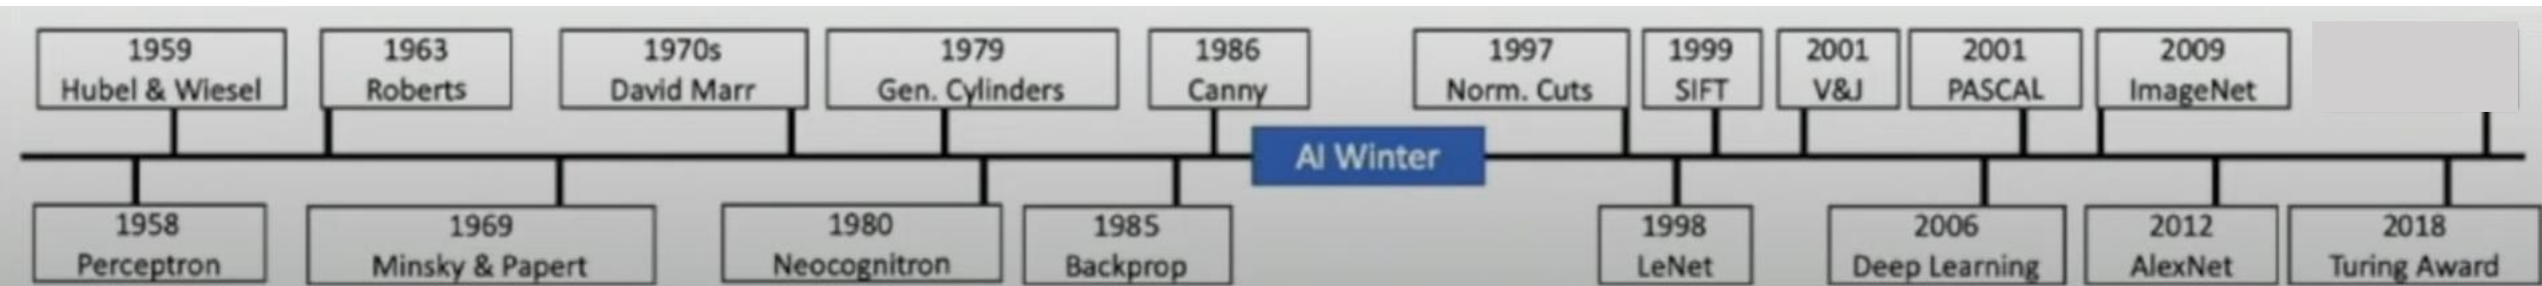 1959
Hubel & Wiesel
1963
Roberts
1970s
David Marr
1979
Gen. Cylinders
1986
Canny
1997
Norm. Cuts
1999
SIFT
2001
V&J
2001
PASCAL
2009
ImageNet
AI Winter
1958
Perceptron
1969
Minsky & Papert
1980
Neocognitron
1985
Backprop
1998
LeNet
2006
Deep Learning
2012
AlexNet
2018
Turing Award